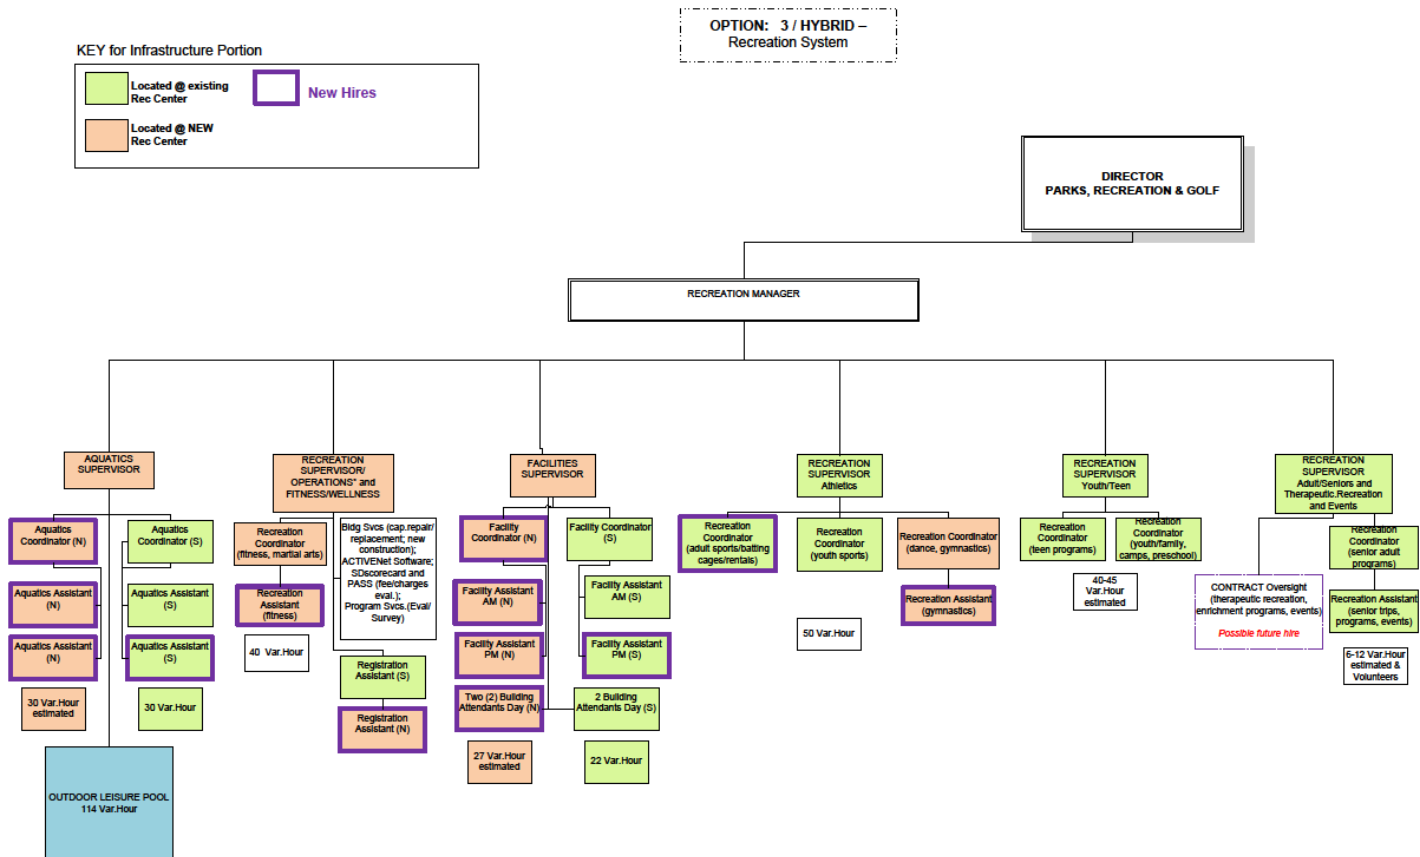 OPTION: 3 / HYBRID –
Recreation System
KEY for Infrastructure Portion
Located @ existing
Rec Center
New Hires
Located @ NEW
Rec Center
DIRECTOR
PARKS, RECREATION & GOLF
RECREATION MANAGER
AQUATICS
SUPERVISOR
Aquatics
Coordinator (N)
Aquatics
Coordinator (S)
Aquatics Assistant
(N)
Aquatics Assistant
(S)
Aquatics Assistant
(N)
Aquatics Assistant
(S)
30 Var.Hour
estimated
30 Var.Hour
OUTDOOR LEISURE POOL
114 Var.Hour
RECREATION
SUPERVISOR/
OPERATIONS* and
FITNESS/WELLNESS
Recreation
Coordinator
(fitness, martial arts)
Recreation
Assistant
(fitness)
40 Var.Hour
Bldg Svcs (cap.repair/
replacement; new
construction);
ACTIVENet Software;
SDscorecard and
PASS (fee/charges
eval.);
Program Svcs.(Eval/
Survey)
Registration
Assistant (S)
Registration
Assistant (N)
FACILITIES
SUPERVISOR
Facility
Coordinator (N)
Facility Coordinator
(S)
Facility Assistant
AM (N)
Facility Assistant
AM (S)
Facility Assistant
PM (N)
Facility Assistant
PM (S)
Two (2) Building
Attendants Day (N)
2 Building
Attendants Day (S)
27 Var.Hour
estimated
22 Var.Hour
RECREATION
SUPERVISOR
Athletics
Recreation
Coordinator
(adult sports/batting
cages/rentals)
Recreation
Coordinator
(youth sports)
Recreation Coordinator
(dance, gymnastics)
Recreation Assistant
(gymnastics)
50 Var.Hour
RECREATION
SUPERVISOR
Youth/Teen
Recreation
Coordinator
(teen programs)
Recreation
Coordinator
(youth/family,
camps, preschool)
40-45
Var.Hour
estimated
RECREATION
SUPERVISOR
Adult/Seniors and
Therapeutic.Recreation
and Events
CONTRACT Oversight
(therapeutic recreation,
enrichment programs, events)
Possible future hire
Recreation
Coordinator
(senior adult
programs)
Recreation Assistant
(senior trips,
programs, events)
6-12 Var.Hour
estimated &
Volunteers